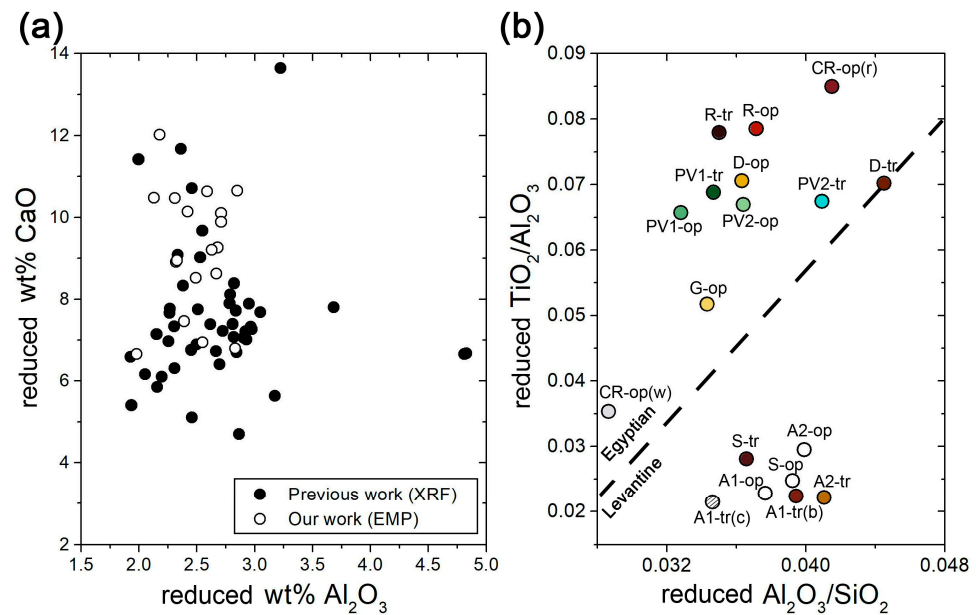 (a)
14
12
10
8
6
4
2
reduced wt% CaO
1.5 2.0 2.5 3.0 3.5 4.0 4.5 5.0
reduced wt% Al₂O₃
Previous work (XRF)
Our work (EMP)
(b)
0.09
0.08
0.07
0.06
0.05
0.04
0.03
0.02
reduced TiO₂/Al₂O₃
CR-op(r)
R-tr
R-op
D-op
D-tr
PV1-tr
PV2-tr
PV1-op
PV2-op
G-op
CR-op(w)
Egyptian
Levantine
S-tr
A2-op
S-op
A1-op
A2-tr
A1-tr(c)
A1-tr(b)
0.032 0.040 0.048
reduced Al₂O₃/SiO₂